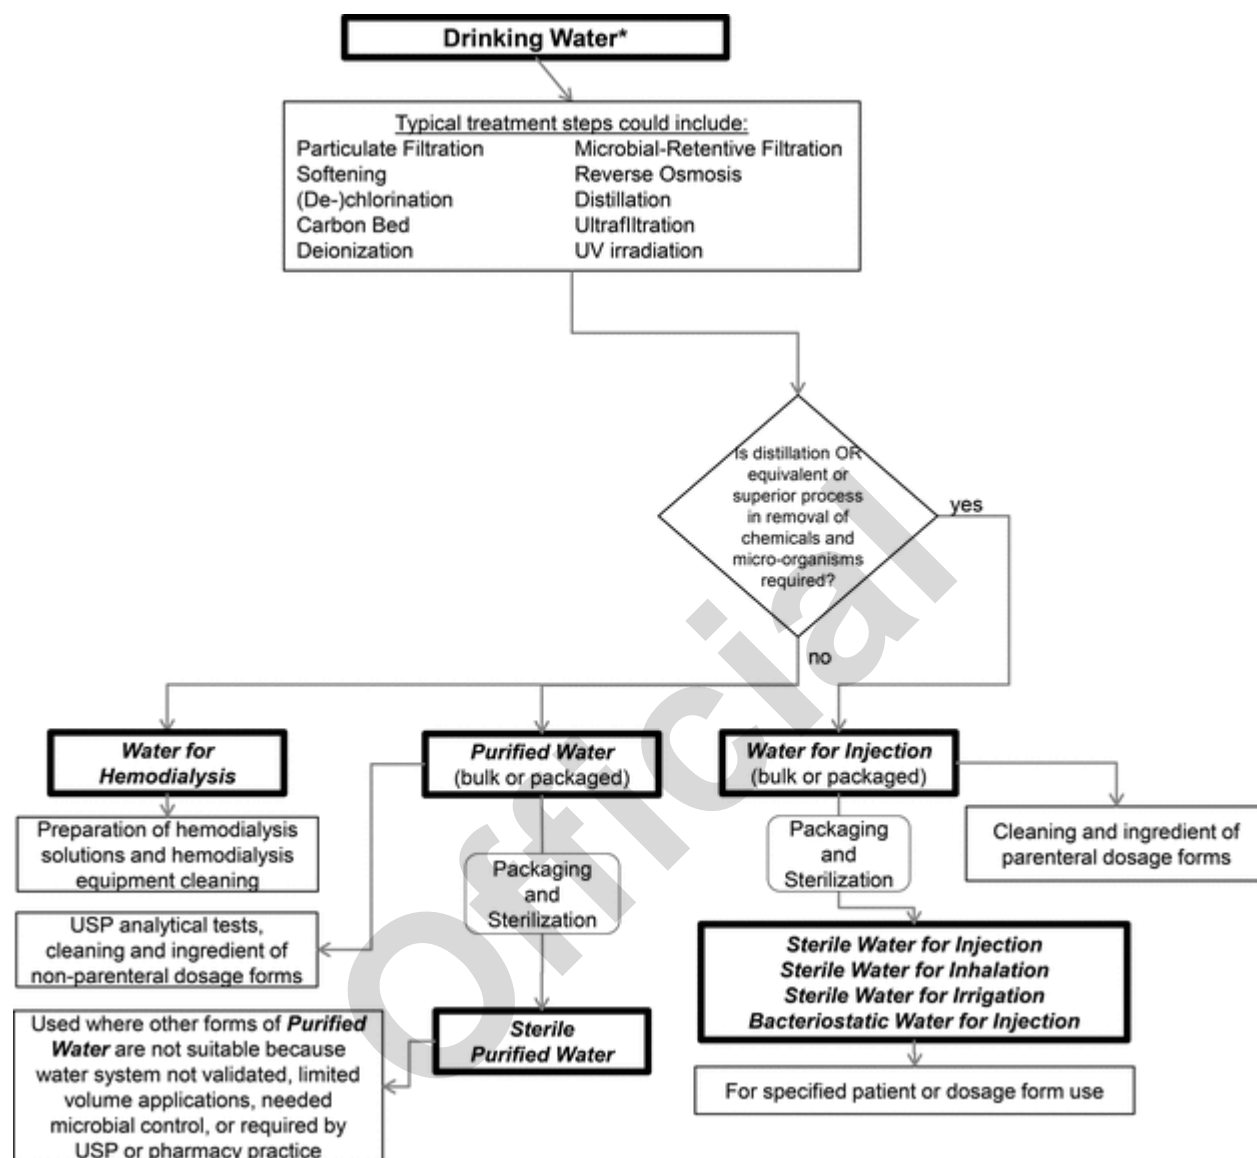 Drinking Water*
Typical treatment steps could include:
Particulate Filtration
Softening
(De-)chlorination
Carbon Bed
Deionization
Microbial-Retentive Filtration
Reverse Osmosis
Distillation
Ultrafiltration
UV irradiation
Is distillation OR
equivalent or
superior process
in removal of
chemicals and
micro-organisms
required?
yes
no
Water for
Hemodialysis
Preparation of hemodialysis
solutions and hemodialysis
equipment cleaning
Purified Water
(bulk or packaged)
USP analytical tests,
cleaning and ingredient of
non-parenteral dosage forms
Packaging
and
Sterilization
Sterile
Purified Water
Used where other forms of Purified
Water are not suitable because
water system not validated, limited
volume applications, needed
microbial control, or required by
USP or pharmacy practice
Water for Injection
(bulk or packaged)
Packaging
and
Sterilization
Cleaning and ingredient of
parenteral dosage forms
Sterile Water for Injection
Sterile Water for Inhalation
Sterile Water for Irrigation
Bacteriostatic Water for Injection
For specified patient or dosage form use
Official